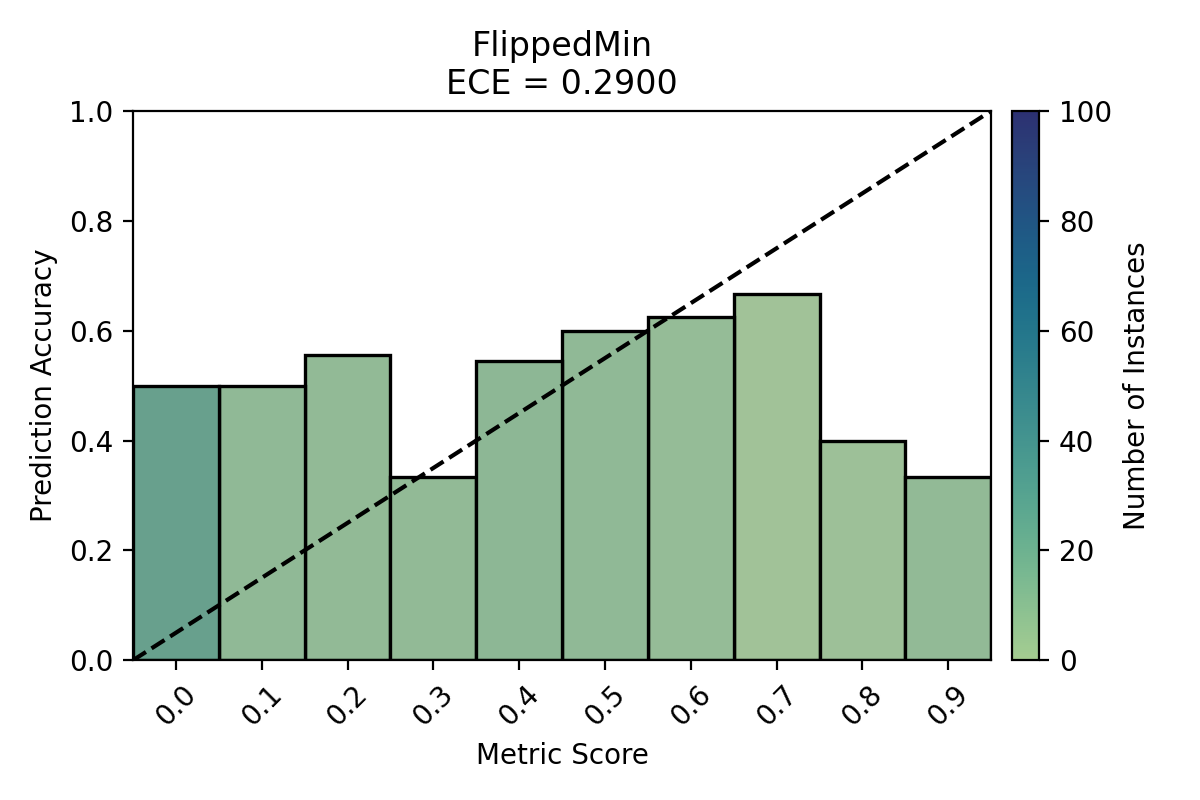 FlippedMin
ECE = 0.2900
Prediction Accuracy
1.0
0.8
0.6
0.4
0.2
0.0
0.0 0.1 0.2 0.3 0.4 0.5 0.6 0.7 0.8 0.9
Metric Score
100
80
60
40
20
0
Number of Instances